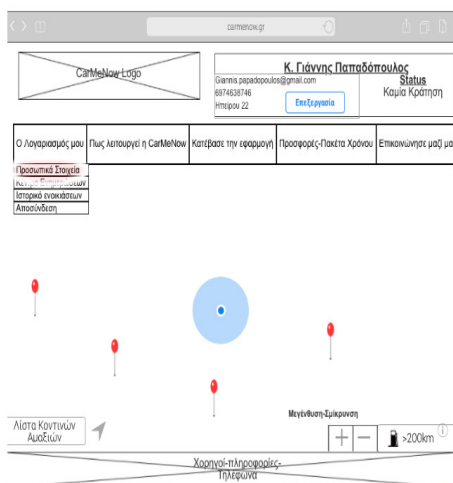 carmenow.gr
CarMeNow Logo
Κ. Γιάννης Παπαδόπουλος
Giannis.papadopoulos@gmail.com
6974638746
Ηπείρου 22
Επεξεργασία
Status
Καμία Κράτηση
Ο Λογαριασμός μου
Πως λειτουργεί η CarMeNow
Κατέβασε την εφαρμογή
Προσφορές-Πακέτα Χρόνου
Επικοινώνησε μαζί μα
Προσωπικά Στοιχεία
Ιστορικό ενοικιάσεων
Αποσύνδεση
Λίστα Κοντινών
Αμαξιών
Μεγένθυση-Σμίκρυνση
+
−
>200km
Χορηγοί-πληροφορίες-
Τηλέφωνα